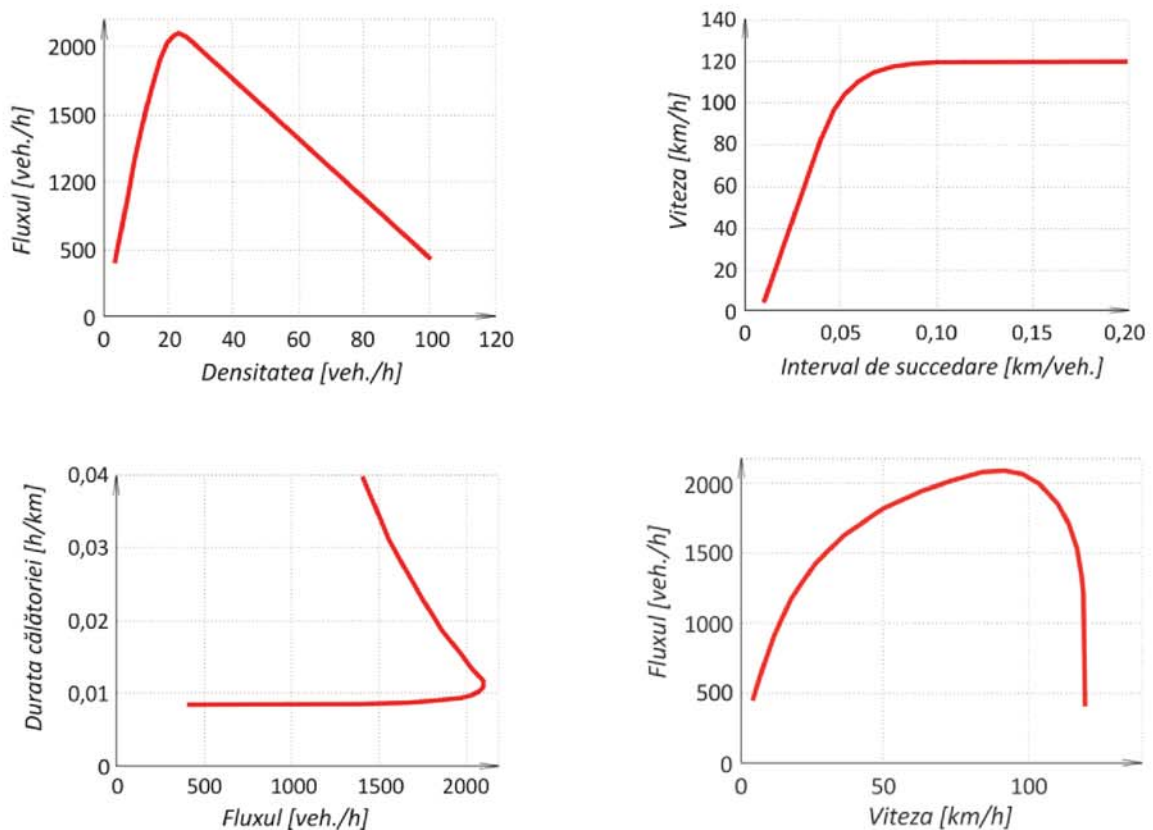 2000
1500
1200
500
0
Fluxul [veh./h]
0 20 40 60 80 100 120
Densitatea [veh./h]
140
120
100
80
60
40
20
0
Viteza [km/h]
0 0,05 0,10 0,15 0,20
Interval de succedare [km/veh.]
0,04
0,03
0,02
0,01
0
Durata călătoriei [h/km]
0 500 1000 1500 2000
Fluxul [veh./h]
2000
1500
1000
500
0
Fluxul [veh./h]
0 50 100
Viteza [km/h]